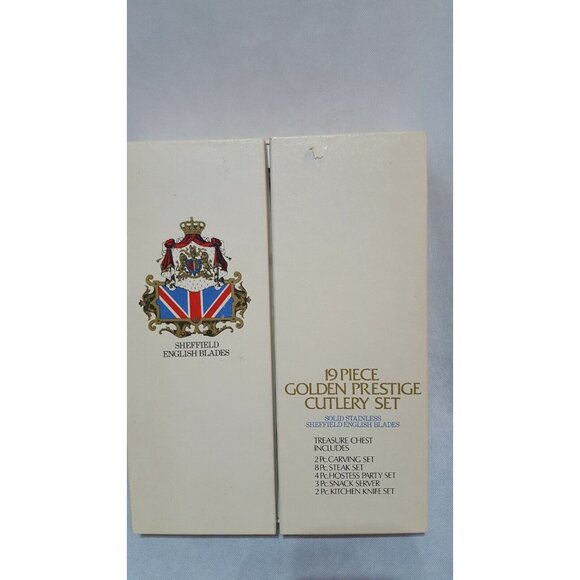 SHEFFIELD
ENGLISH BLADES
19 PIECE
GOLDEN PRESTIGE
CUTLERY SET
SOLID STAINLESS
SHEFFIELD ENGLISH BLADES
TREASURE CHEST
INCLUDES
2 Pc. CARVING SET
8 Pc. STEAK SET
4 Pc. HOSTESS PARTY SET
3 Pc. SNACK SERVER
2 Pc. KITCHEN KNIFE SET